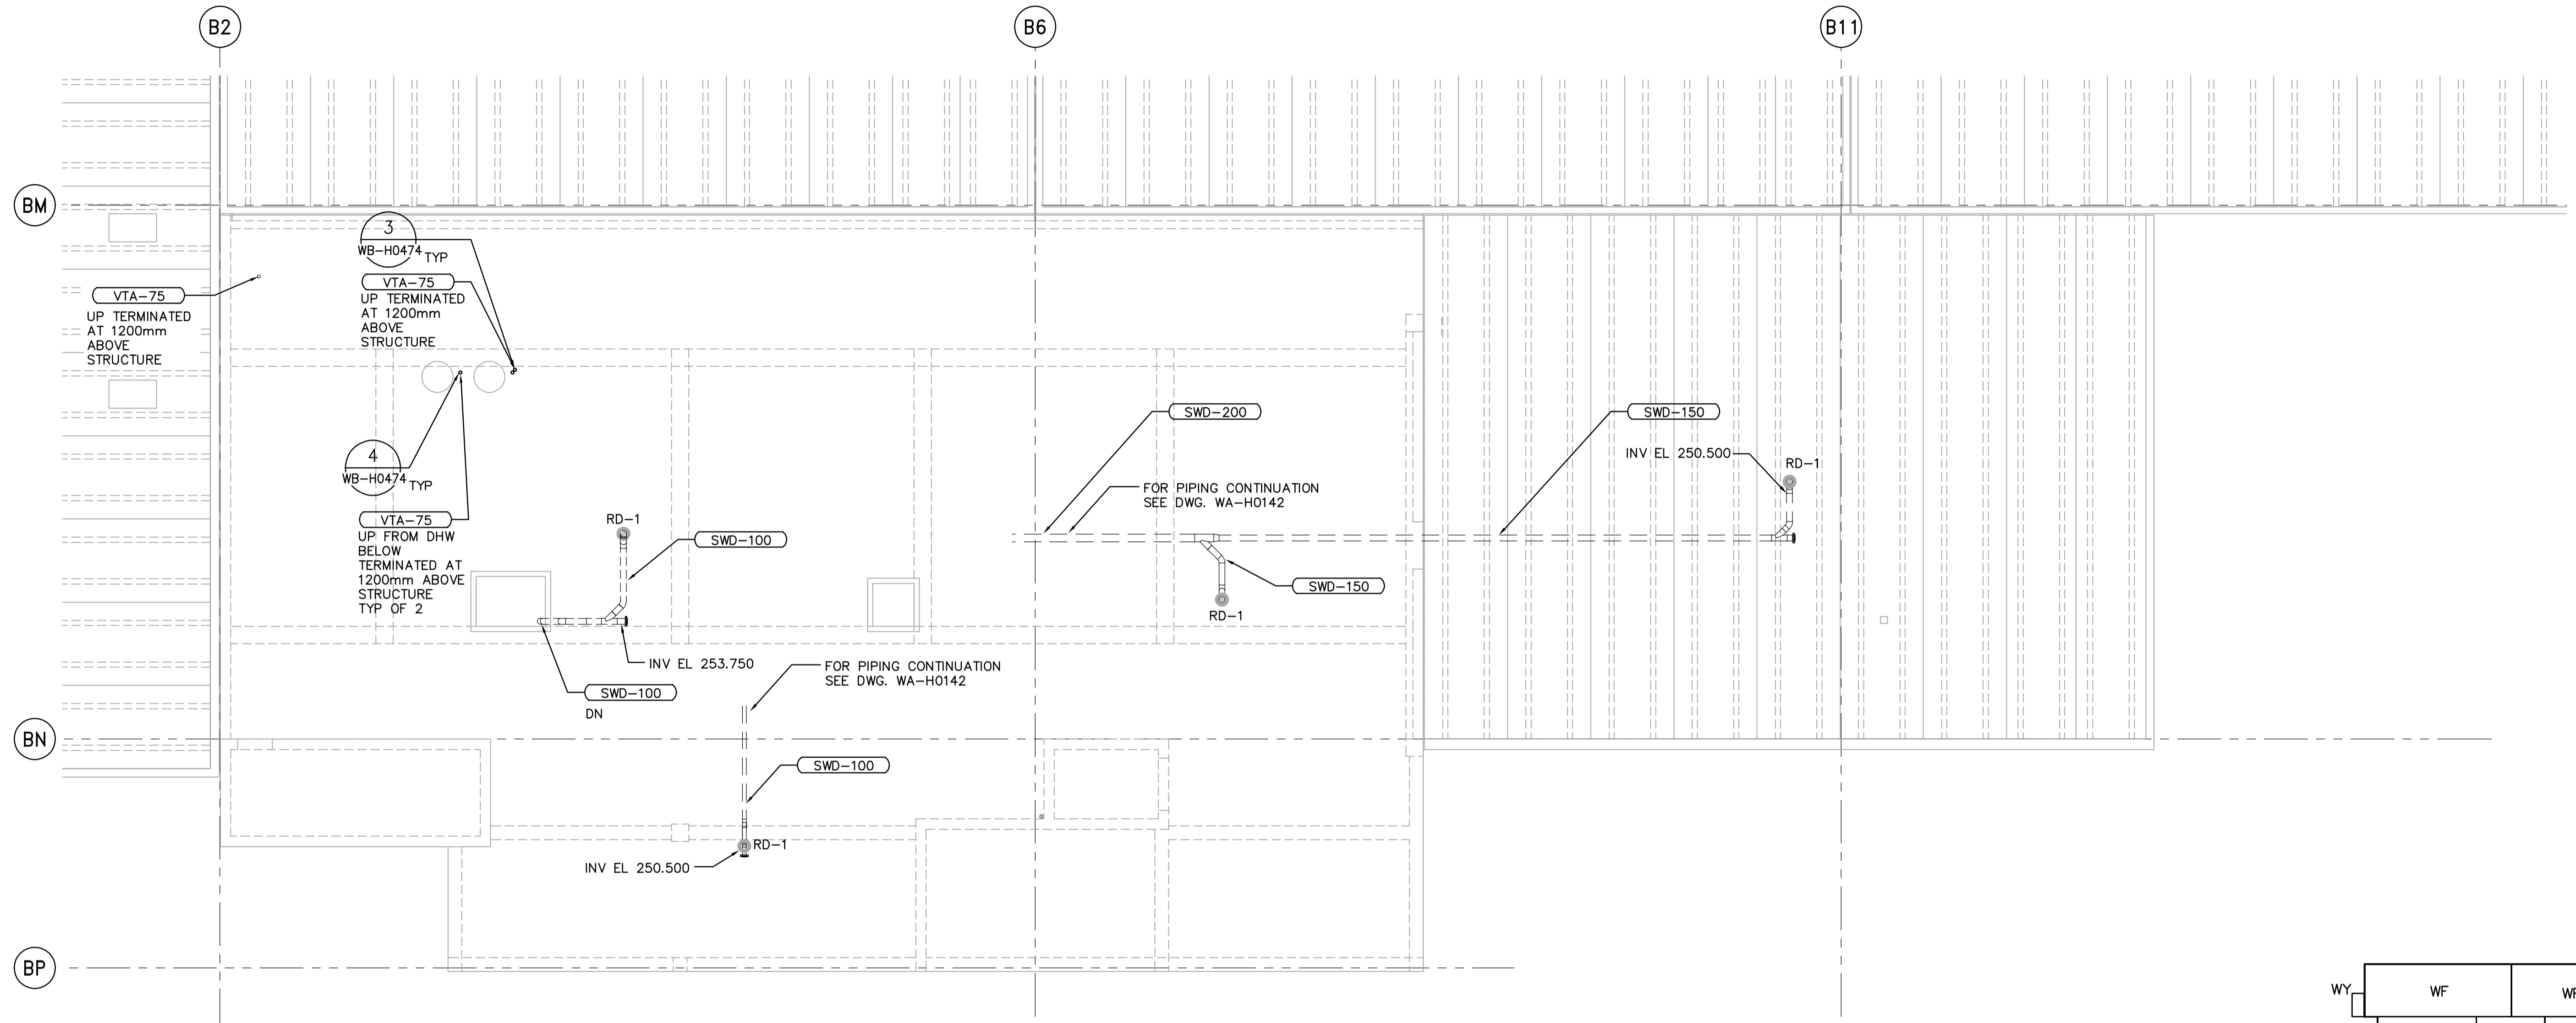 B2
B6
B11
BM
3
WB-H0474
TYP
VTA-75
UP TERMINATED
AT 1200mm
ABOVE
STRUCTURE
VTA-75
UP TERMINATED
AT 1200mm
ABOVE
STRUCTURE
4
WB-H0474
TYP
VTA-75
UP FROM DHW
BELOW
TERMINATED AT
1200mm ABOVE
STRUCTURE
TYP OF 2
RD-1
SWD-100
INV EL 253.750
SWD-100
DN
FOR PIPING CONTINUATION
SEE DWG. WA-H0142
SWD-100
RD-1
INV EL 250.500
SWD-200
FOR PIPING CONTINUATION
SEE DWG. WA-H0142
SWD-150
RD-1
SWD-150
INV EL 250.500
RD-1
BN
BP
WY
WF